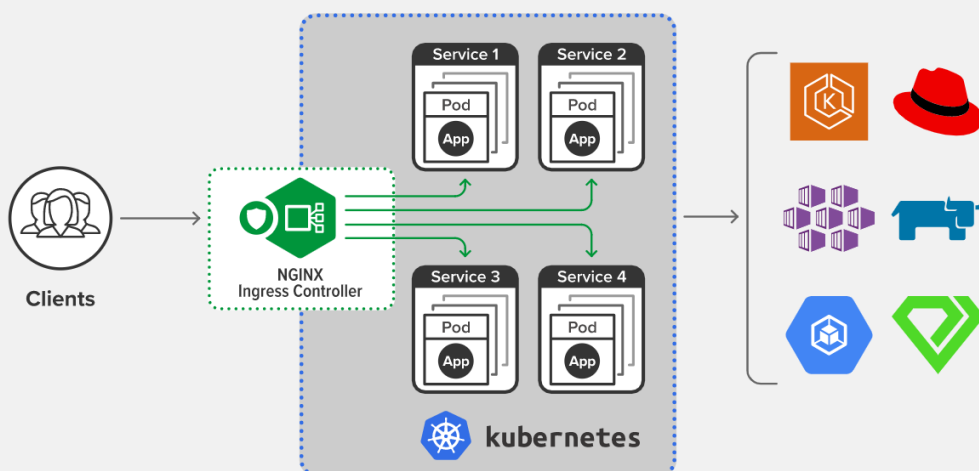 Clients
NGINX
Ingress Controller
Service 1
Pod
App
Service 2
Pod
App
Service 3
Pod
App
Service 4
Pod
App
kubernetes
K